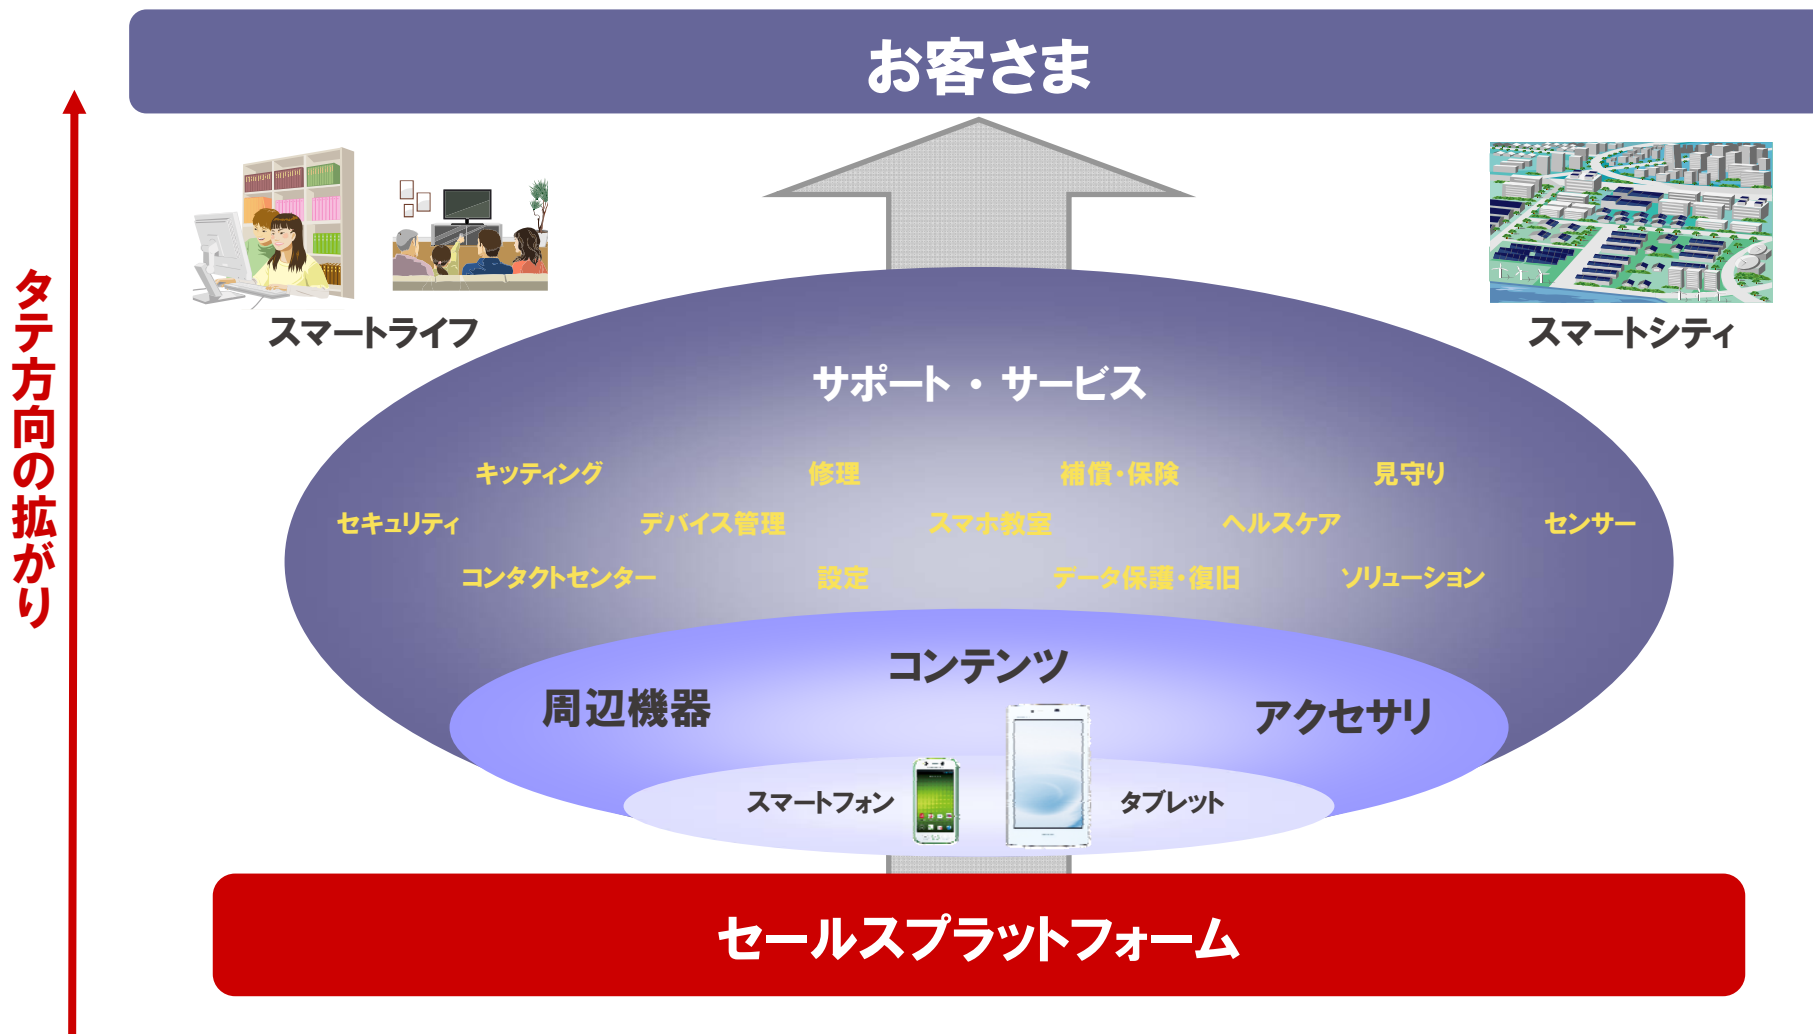 お客さま
タテ方向の拡がり
スマートライフ
スマートシティ
サポート・サービス
キッティング 修理 補償・保険 見守り
セキュリティ デバイス管理 スマホ教室 ヘルスケア センサー
コンタクトセンター 設定 データ保護・復旧 ソリューション
コンテンツ
周辺機器
アクセサリ
スマートフォン
タブレット
セールスプラットフォーム